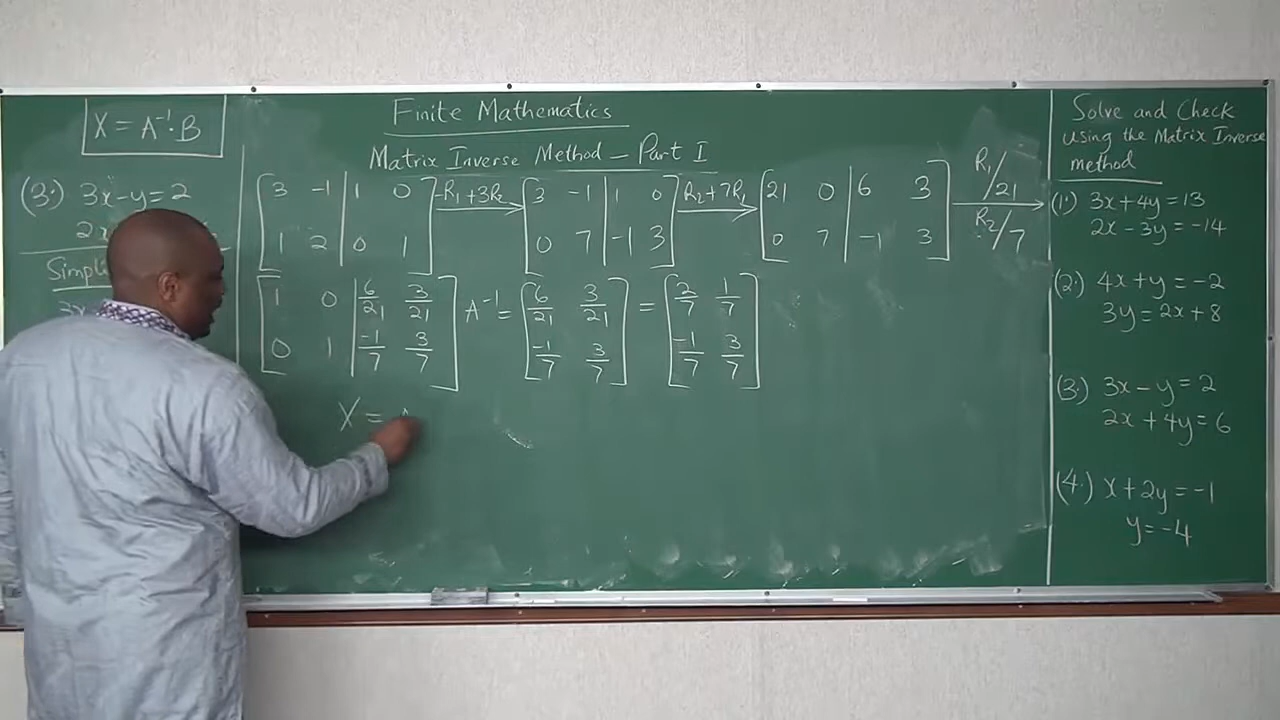 X = A⁻¹·B
(3.) 3x - y = 2
2x
Simpli
Finite Mathematics
Matrix Inverse Method - Part I
[3 -1 | 1 0] -R₁+3R₂ [3 -1 | 1 0] R₂+7R₁ [21 0 | 6 3] R₁/21
[1 2 | 0 1] [0 7 | -1 3] [0 7 | -1 3] R₂/7
[1 0 | 6/21 3/21] A⁻¹ = [6/21 3/21] = [2/7 1/7]
[0 1 | -1/7 3/7] [-1/7 3/7] [-1/7 3/7]
X =
Solve and Check
using the Matrix Inverse
method
(1.) 3x+4y = 13
2x - 3y = -14
(2.) 4x+y = -2
3y = 2x+8
(3.) 3x - y = 2
2x + 4y = 6
(4.) x+2y = -1
y = -4